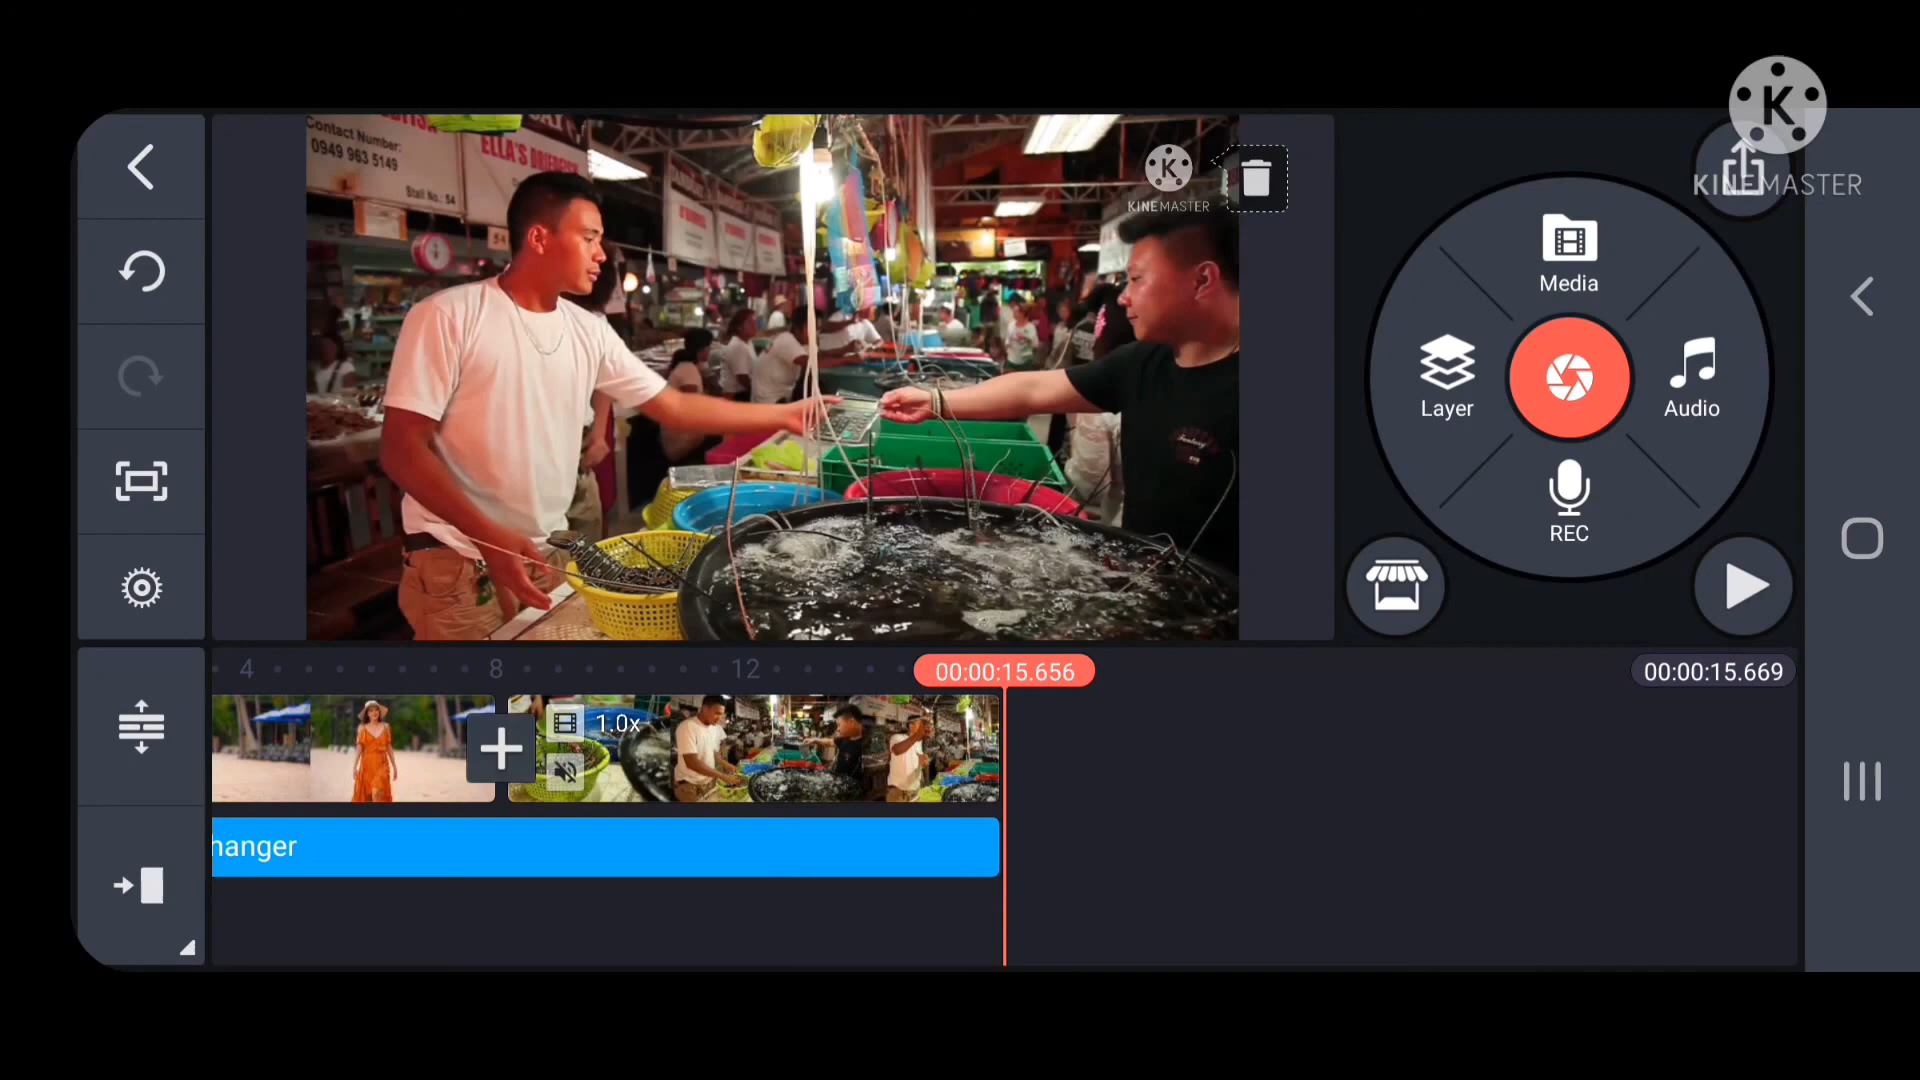 Contact Number:
0949 963 5149
Stall No.: 54
ELLA'S
KINEMASTER
KINEMASTER
Media
Layer
Audio
REC
4
8
12
00:00:15.656
00:00:15.669
1.0x
hanger